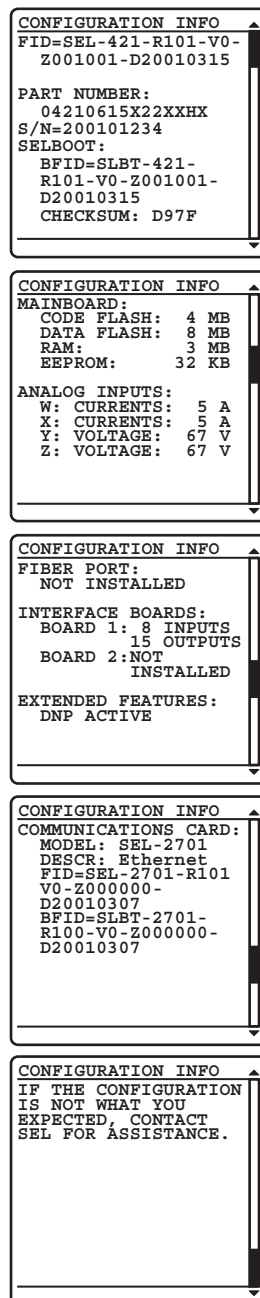 CONFIGURATION INFO
FID=SEL-421-R101-V0-
Z001001-D20010315
PART NUMBER:
04210615X22XXHX
S/N=200101234
SELBOOT:
BFID=SLBT-421-
R101-V0-Z001001-
D20010315
CHECKSUM: D97F
CONFIGURATION INFO
MAINBOARD:
CODE FLASH: 4 MB
DATA FLASH: 8 MB
RAM: 3 MB
EEPROM: 32 KB
ANALOG INPUTS:
W: CURRENTS: 5 A
X: CURRENTS: 5 A
Y: VOLTAGE: 67 V
Z: VOLTAGE: 67 V
CONFIGURATION INFO
FIBER PORT:
NOT INSTALLED
INTERFACE BOARDS:
BOARD 1: 8 INPUTS
15 OUTPUTS
BOARD 2:NOT
INSTALLED
EXTENDED FEATURES:
DNP ACTIVE
CONFIGURATION INFO
COMMUNICATIONS CARD:
MODEL: SEL-2701
DESCR: Ethernet
FID=SEL-2701-R101
V0-Z000000-
D20010307
BFID=SLBT-2701-
R100-V0-Z000000-
D20010307
CONFIGURATION INFO
IF THE CONFIGURATION
IS NOT WHAT YOU
EXPECTED, CONTACT
SEL FOR ASSISTANCE.